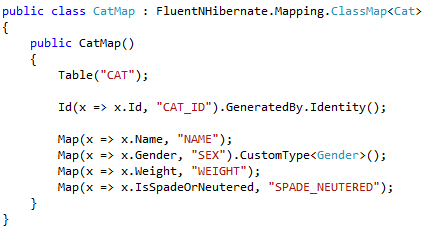 public class CatMap : FluentNHibernate.Mapping.ClassMap<Cat>
{
    public CatMap()
    {
        Table("CAT");

        Id(x => x.Id, "CAT_ID").GeneratedBy.Identity();

        Map(x => x.Name, "NAME");
        Map(x => x.Gender, "SEX").CustomType<Gender>();
        Map(x => x.Weight, "WEIGHT");
        Map(x => x.IsSpadeOrNeutered, "SPADE_NEUTERED");
    }
}